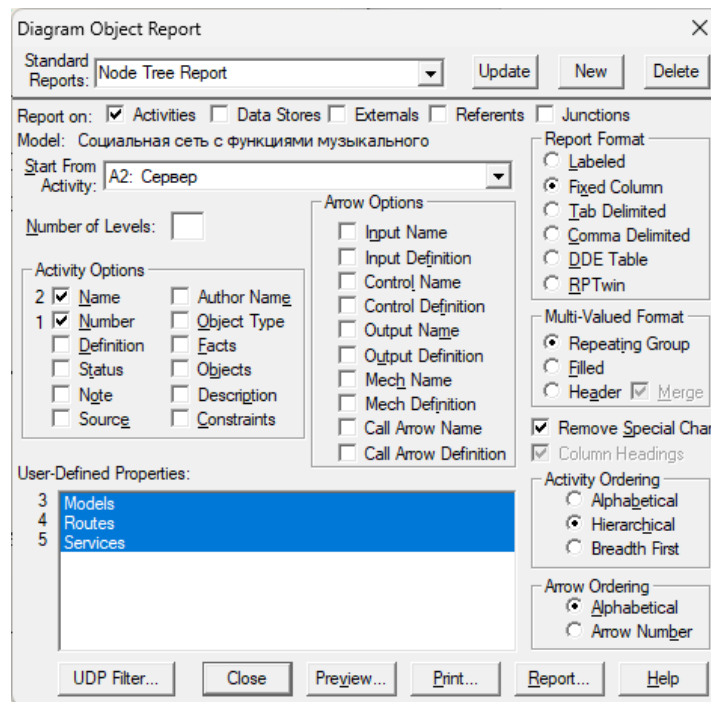 Diagram Object Report
Standard Reports: Node Tree Report Update New Delete
Report on: Activities Data Stores Externals Referents Junctions
Model: Социальная сеть с функциями музыкального
Start From Activity: A2: Сервер
Number of Levels:
Activity Options
2 Name Author Name
1 Number Object Type
Definition Facts
Status Objects
Note Description
Source Constraints
Arrow Options
Input Name
Input Definition
Control Name
Control Definition
Output Name
Output Definition
Mech Name
Mech Definition
Call Arrow Name
Call Arrow Definition
Report Format
Labeled
Fixed Column
Tab Delimited
Comma Delimited
DDE Table
RPTwin
Multi-Valued Format
Repeating Group
Filled
Header Merge
Remove Special Char
Column Headings
User-Defined Properties:
3 Models
4 Routes
5 Services
Activity Ordering
Alphabetical
Hierarchical
Breadth First
Arrow Ordering
Alphabetical
Arrow Number
UDP Filter... Close Preview... Print... Report... Help